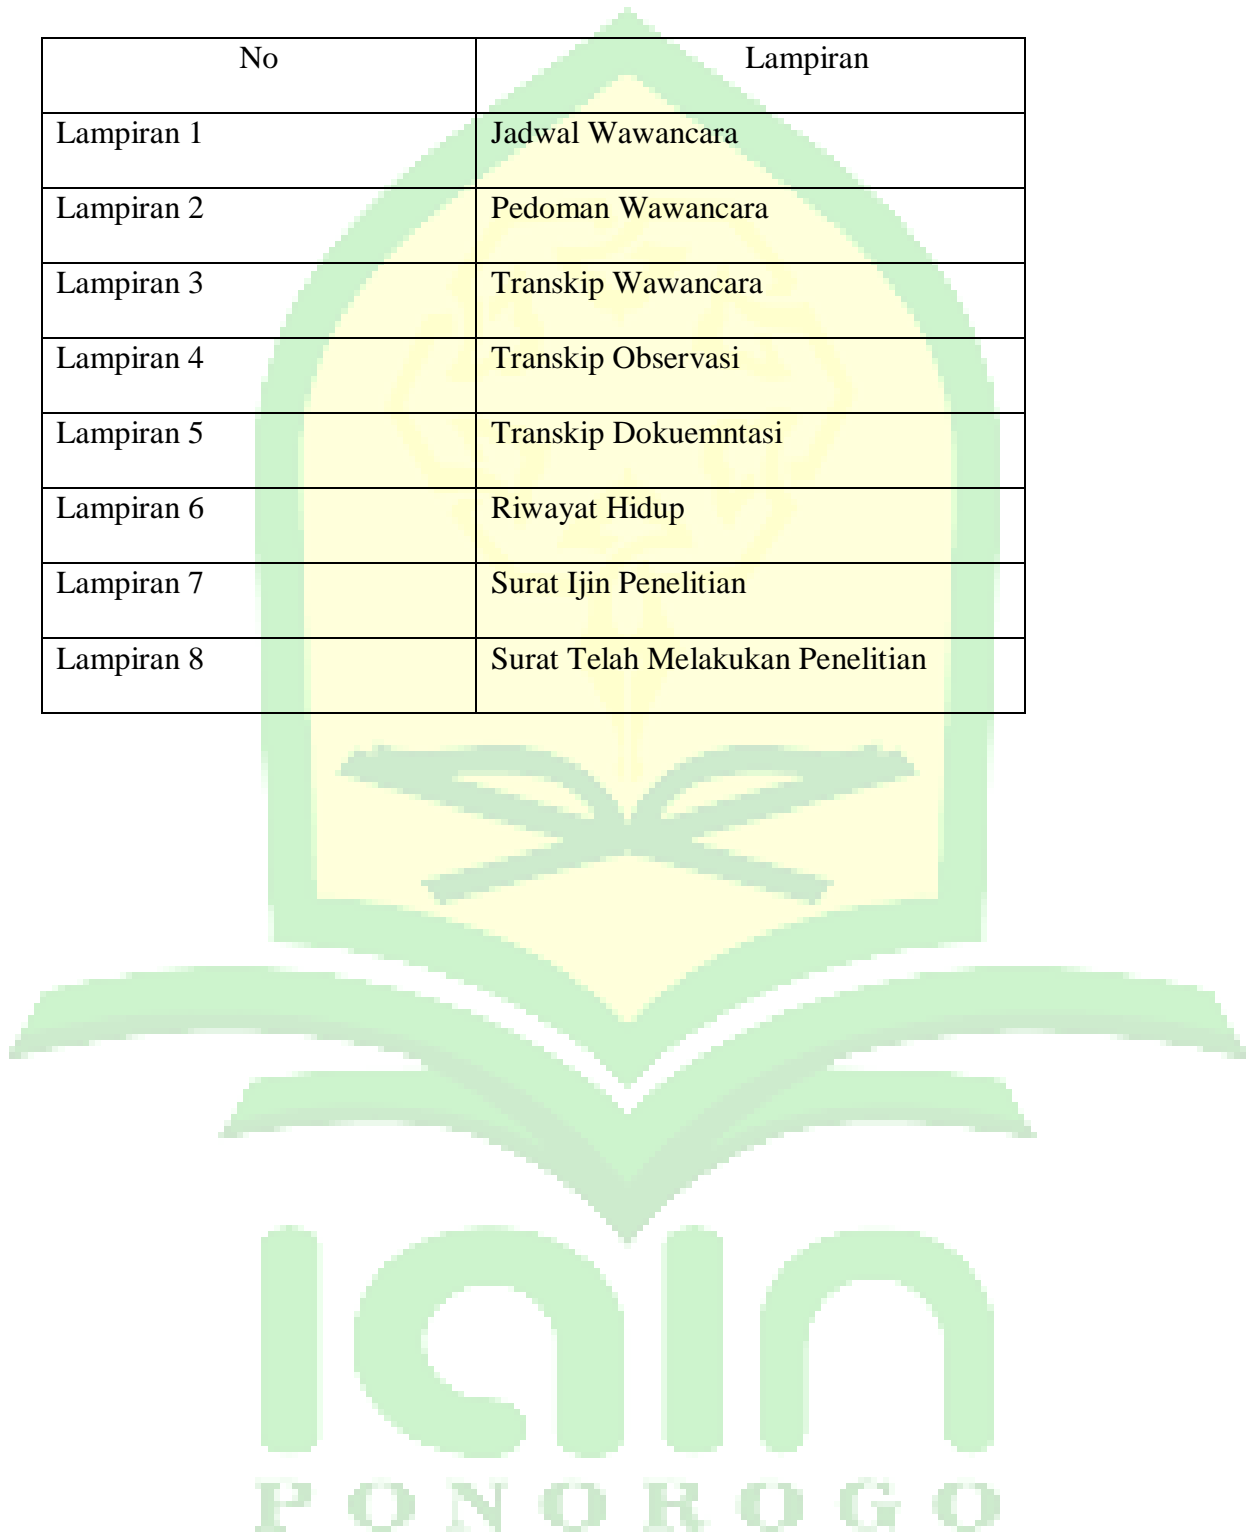 No Lampiran
Lampiran 1 Jadwal Wawancara
Lampiran 2 Pedoman Wawancara
Lampiran 3 Transkip Wawancara
Lampiran 4 Transkip Observasi
Lampiran 5 Transkip Dokuemntasi
Lampiran 6 Riwayat Hidup
Lampiran 7 Surat Ijin Penelitian
Lampiran 8 Surat Telah Melakukan Penelitian
iain
PONOROGO